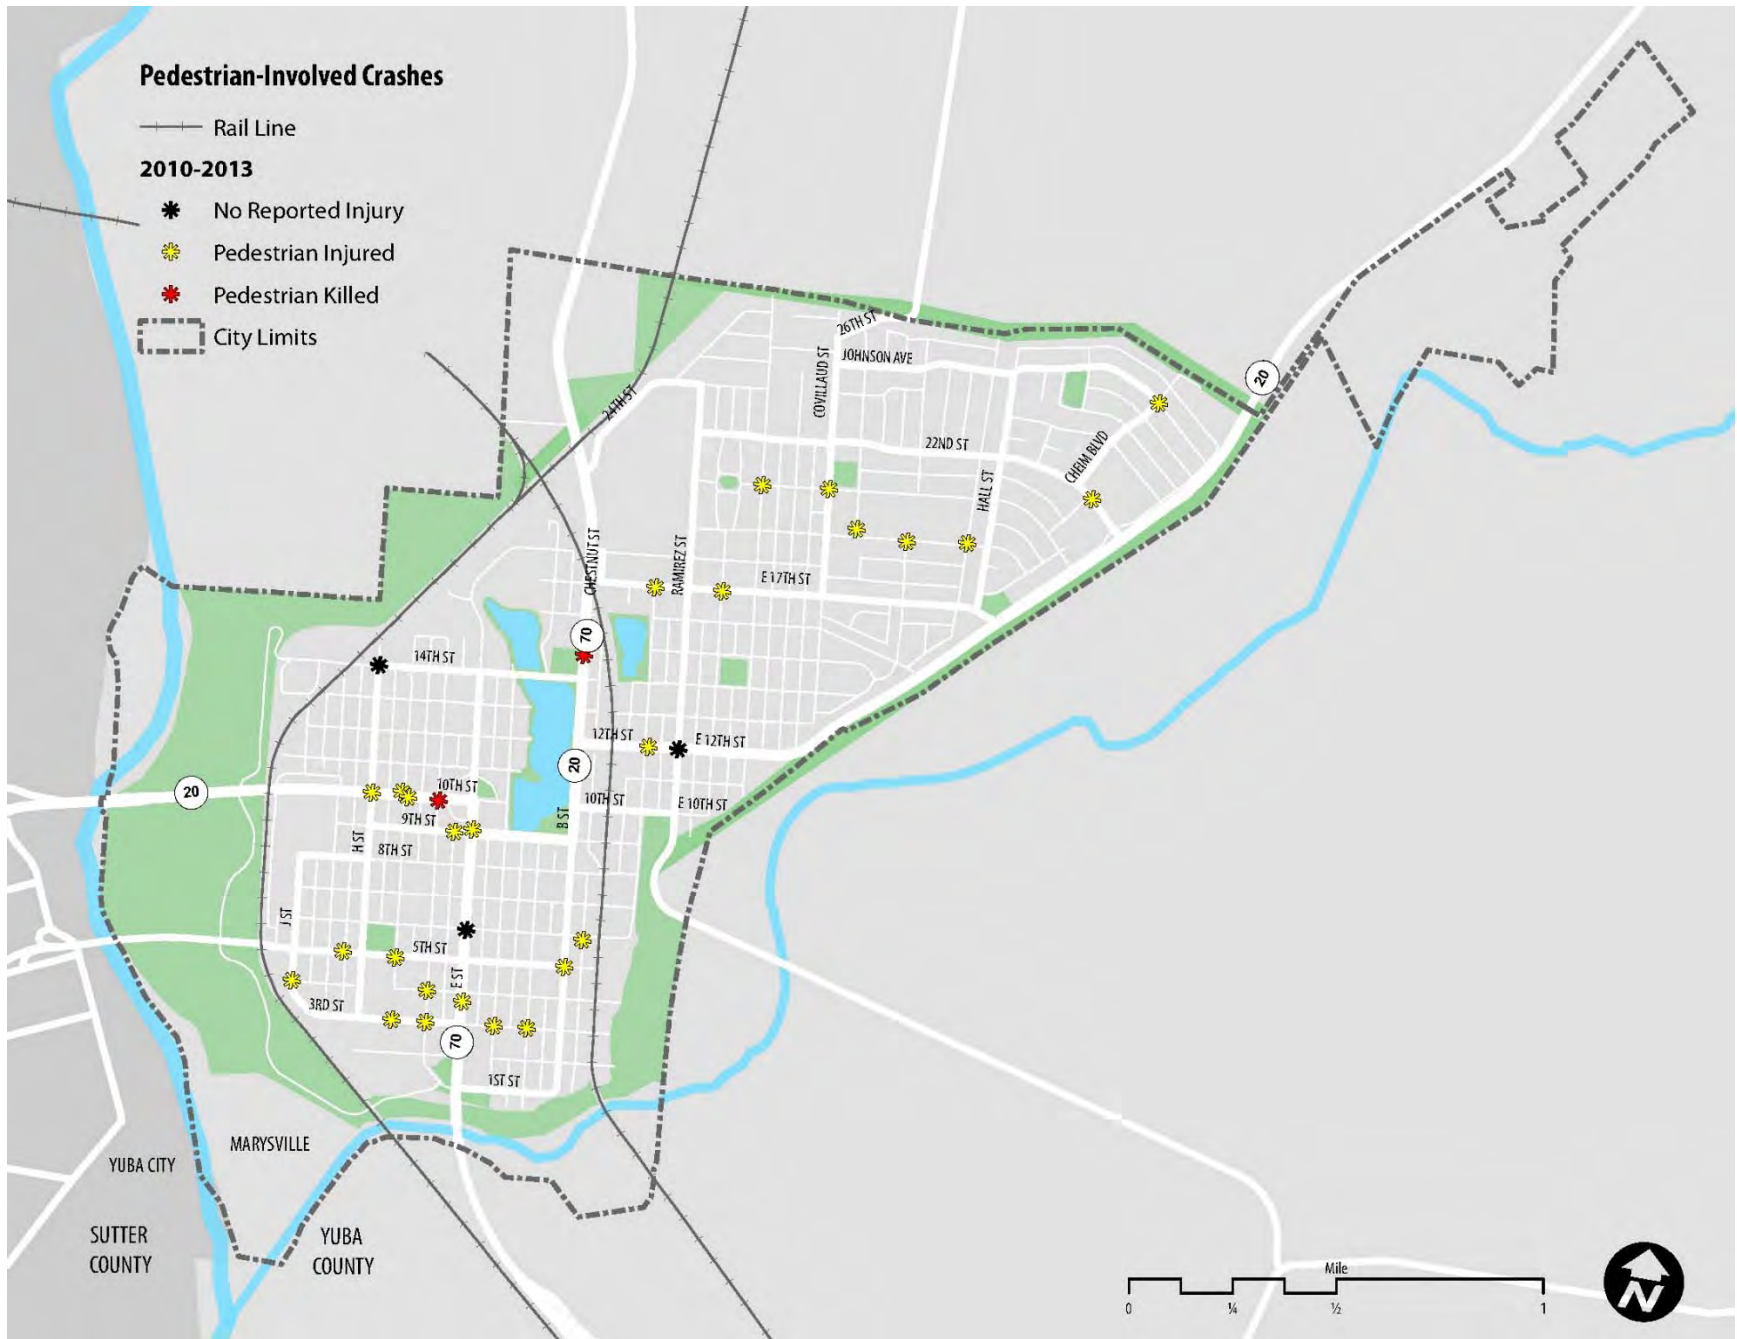 Pedestrian-Involved Crashes
Rail Line
2010-2013
No Reported Injury
Pedestrian Injured
Pedestrian Killed
City Limits
26TH ST
JOHNSON AVE
COVILLAUD ST
20
24TH ST
22ND ST
CHEIM BLVD
HALL ST
CHESTNUT ST
RAMIREZ ST
E 17TH ST
70
14TH ST
12TH ST
E 12TH ST
20
20
10TH ST
10TH ST
E 10TH ST
9TH ST
B ST
H ST
8TH ST
J ST
5TH ST
E ST
3RD ST
70
1ST ST
MARYSVILLE
YUBA CITY
SUTTER
COUNTY
YUBA
COUNTY
Mile
0
¼
½
1
N